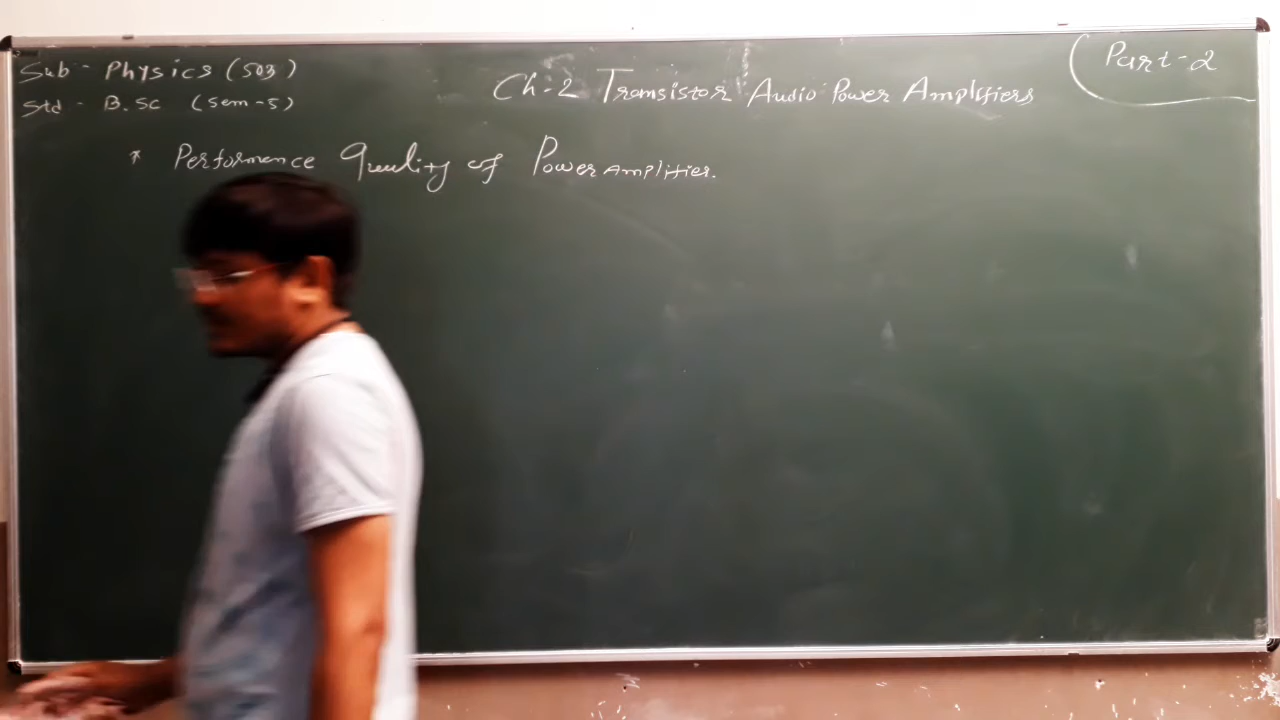 Sub - Physics (503)
Std - B.Sc (Sem-5)
Ch-2 Transistor Audio Power Amplifiers
Part-2
* Performence Quality of Power amplifier.